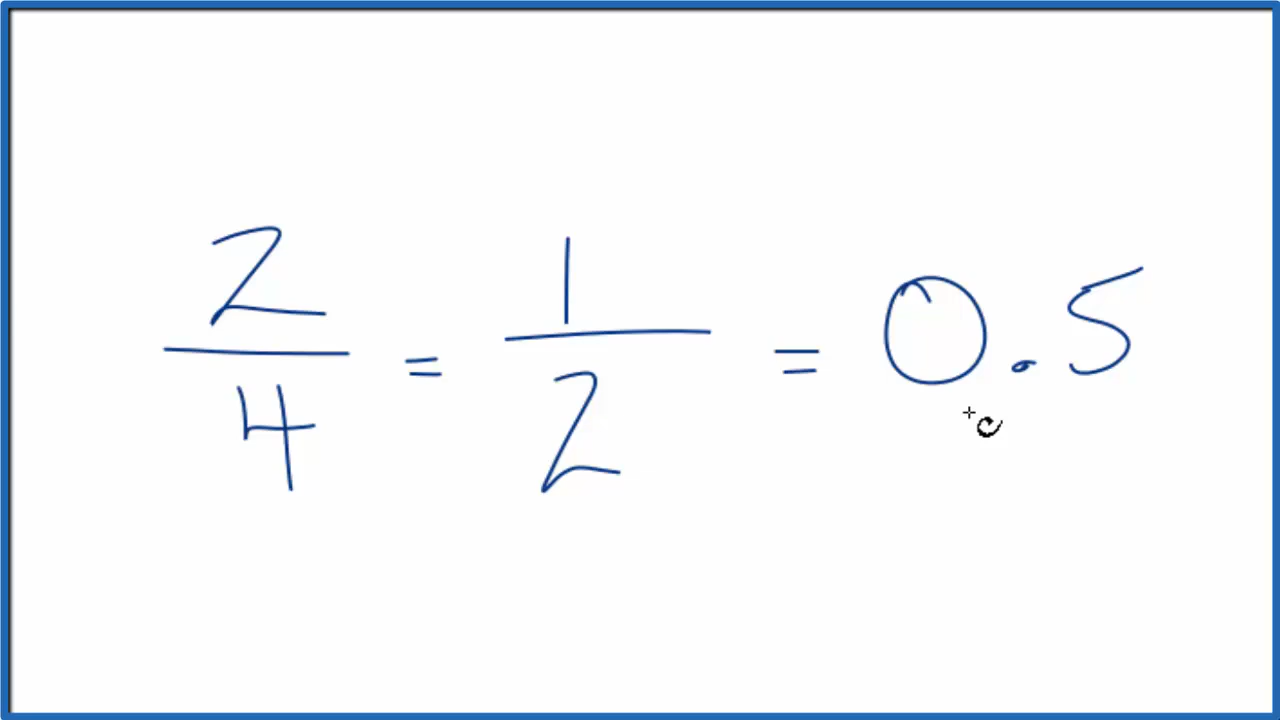 2/4 = 1/2 = 0.5